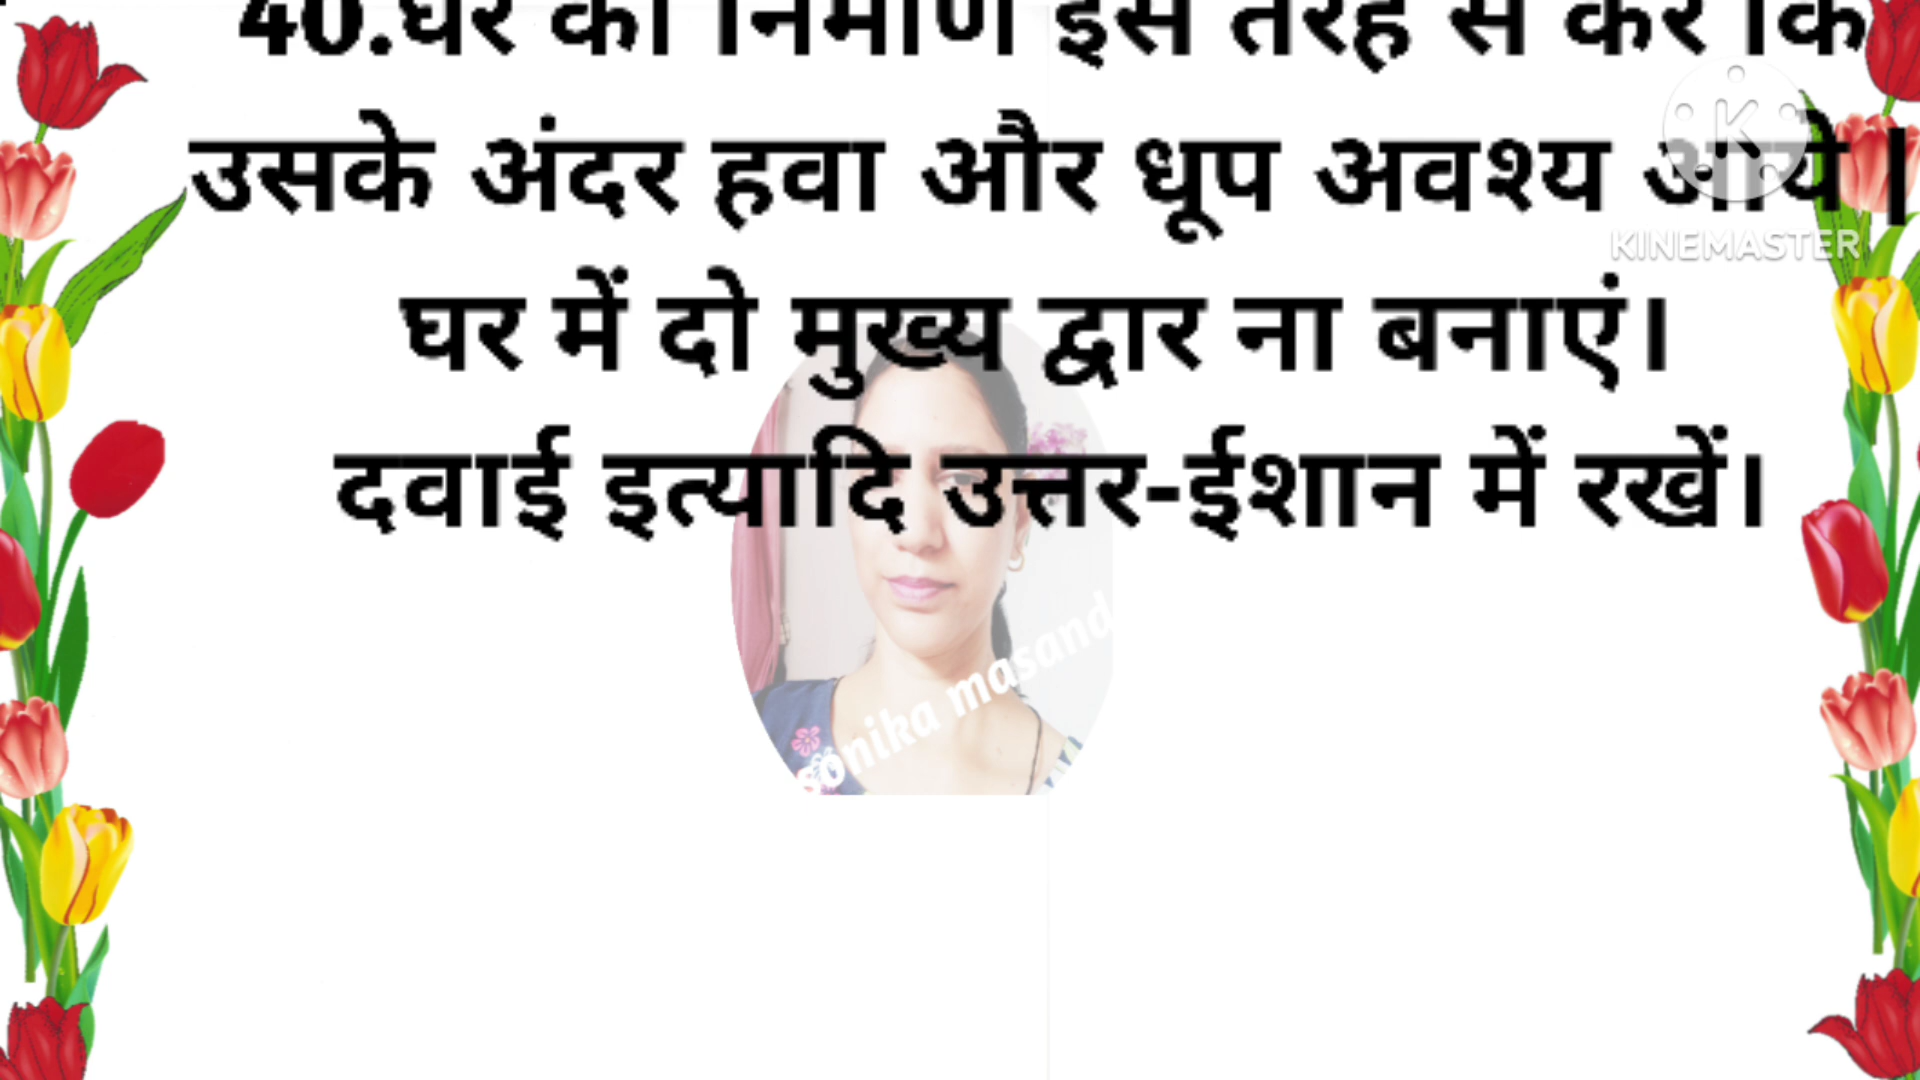 40.घर का निर्माण इस तरह से करें कि
उसके अंदर हवा और धूप अवश्य आये |
KINEMASTER
घर में दो मुख्य द्वार ना बनाएं।
दवाई इत्यादि उत्तर-ईशान में रखें।
sonika masand